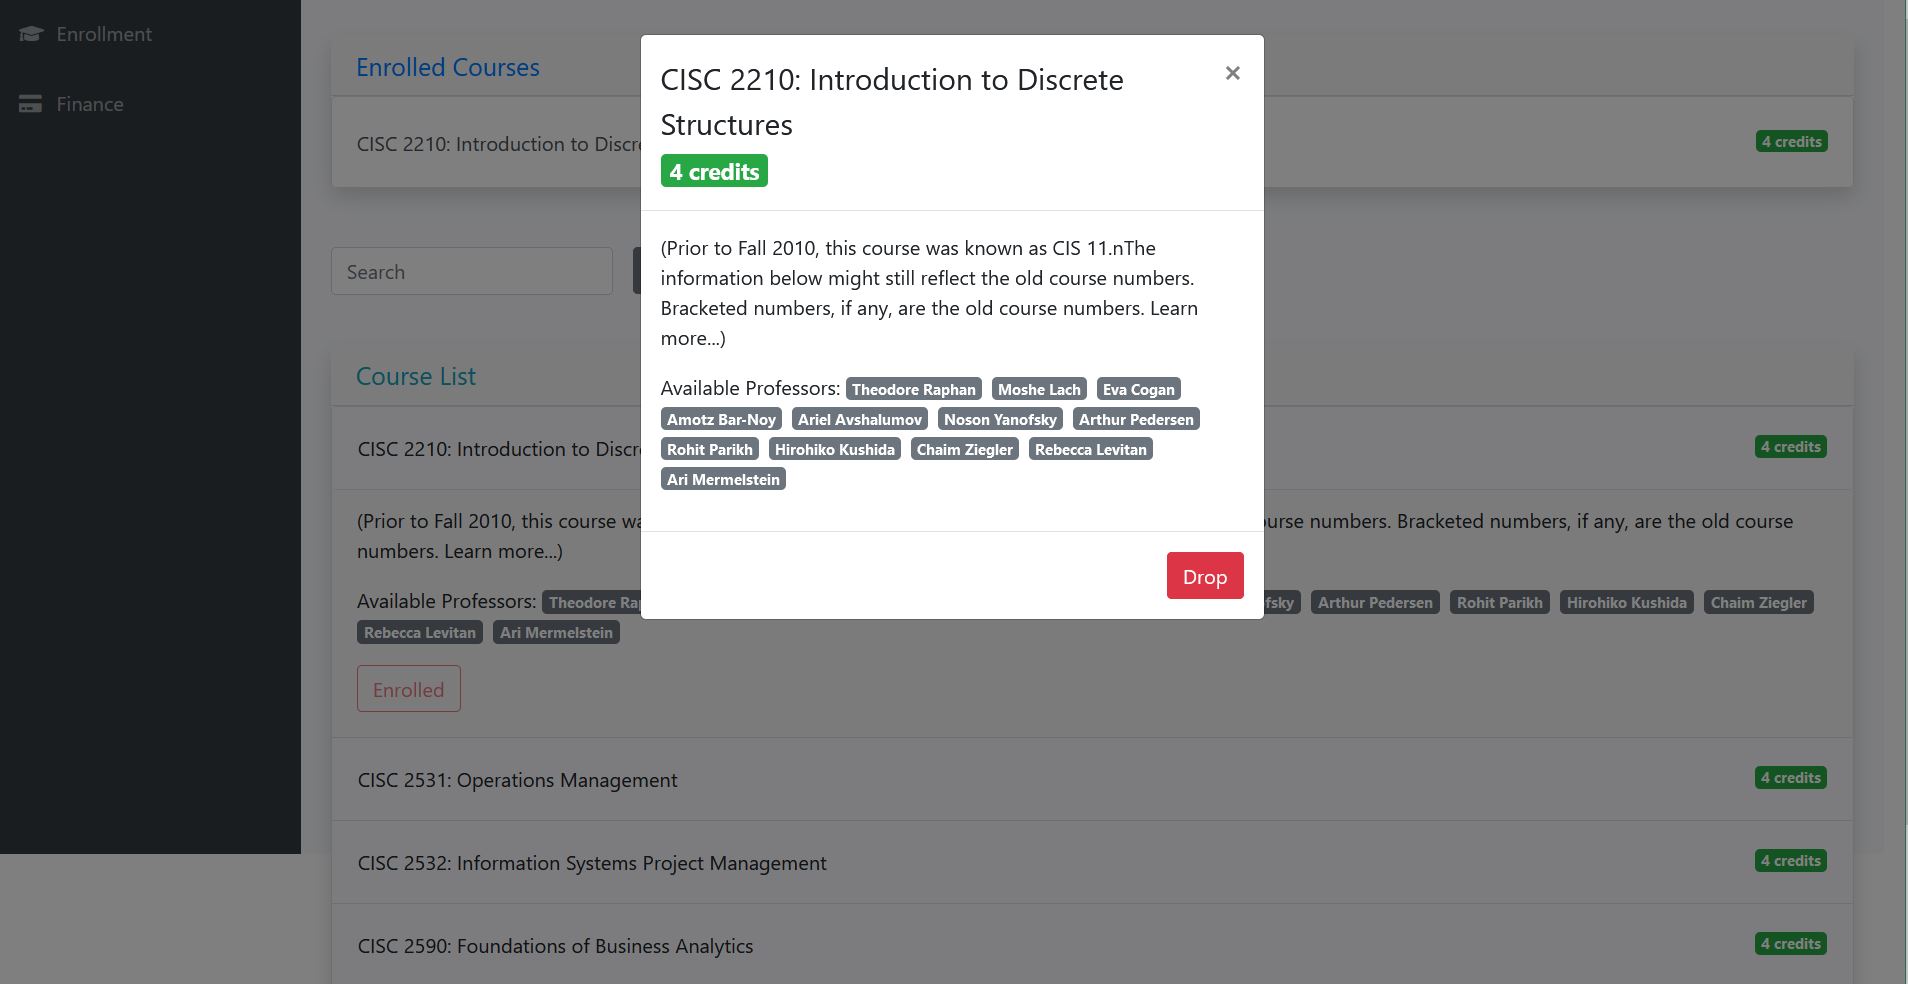 Enrollment
Finance
Enrolled Courses
CISC 2210: Introduction to Discr
4 credits
Search
Course List
CISC 2210: Introduction to Discr
4 credits
(Prior to Fall 2010, this course
course numbers. Bracketed numbers, if any, are the old course
numbers. Learn more...)
Available Professors: Theodore
Arthur Pedersen Rohit Parikh Hirohiko Kushida Chaim Ziegler
Rebecca Levitan Ari Mermelstein
Enrolled
CISC 2531: Operations Management
4 credits
CISC 2532: Information Systems Project Management
4 credits
CISC 2590: Foundations of Business Analytics
4 credits
CISC 2210: Introduction to Discrete
×
Structures
4 credits
(Prior to Fall 2010, this course was known as CIS 11.nThe
information below might still reflect the old course numbers.
Bracketed numbers, if any, are the old course numbers. Learn
more...)
Available Professors: Theodore Raphan Moshe Lach Eva Cogan
Amotz Bar-Noy Ariel Avshalumov Noson Yanofsky Arthur Pedersen
Rohit Parikh Hirohiko Kushida Chaim Ziegler Rebecca Levitan
Ari Mermelstein
Drop